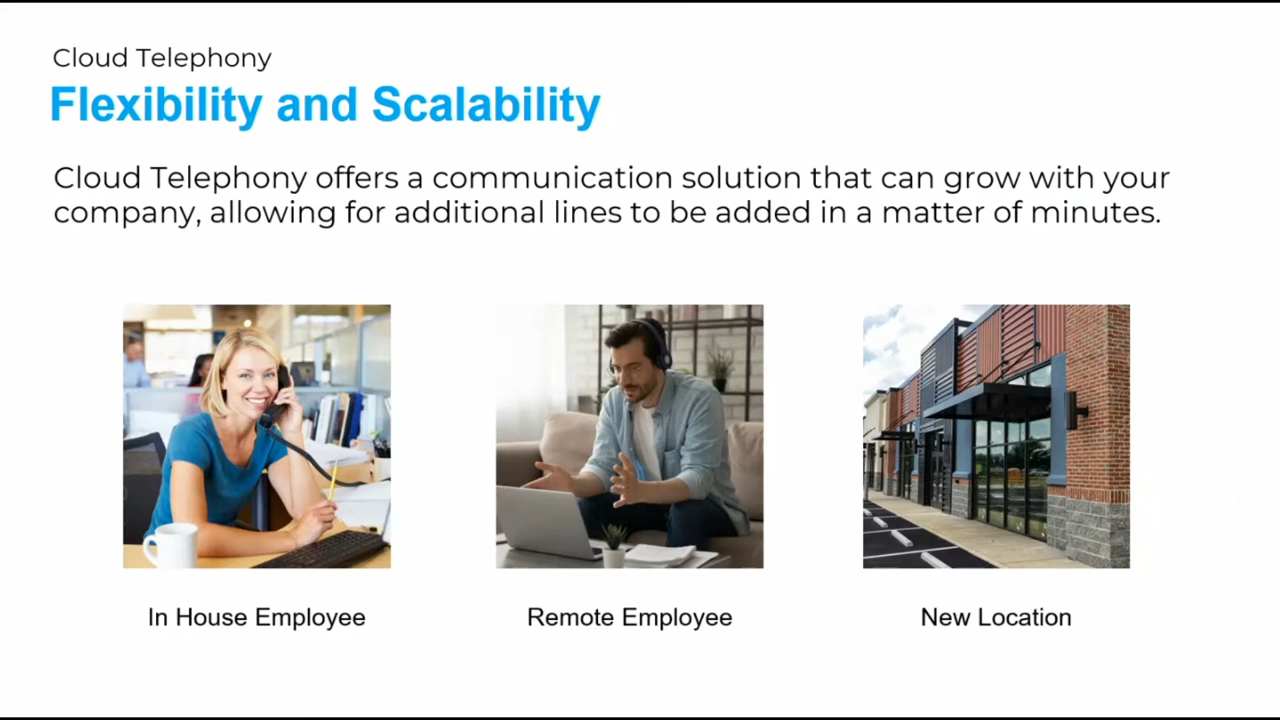 Cloud Telephony
Flexibility and Scalability
Cloud Telephony offers a communication solution that can grow with your
company, allowing for additional lines to be added in a matter of minutes.
In House Employee
Remote Employee
New Location